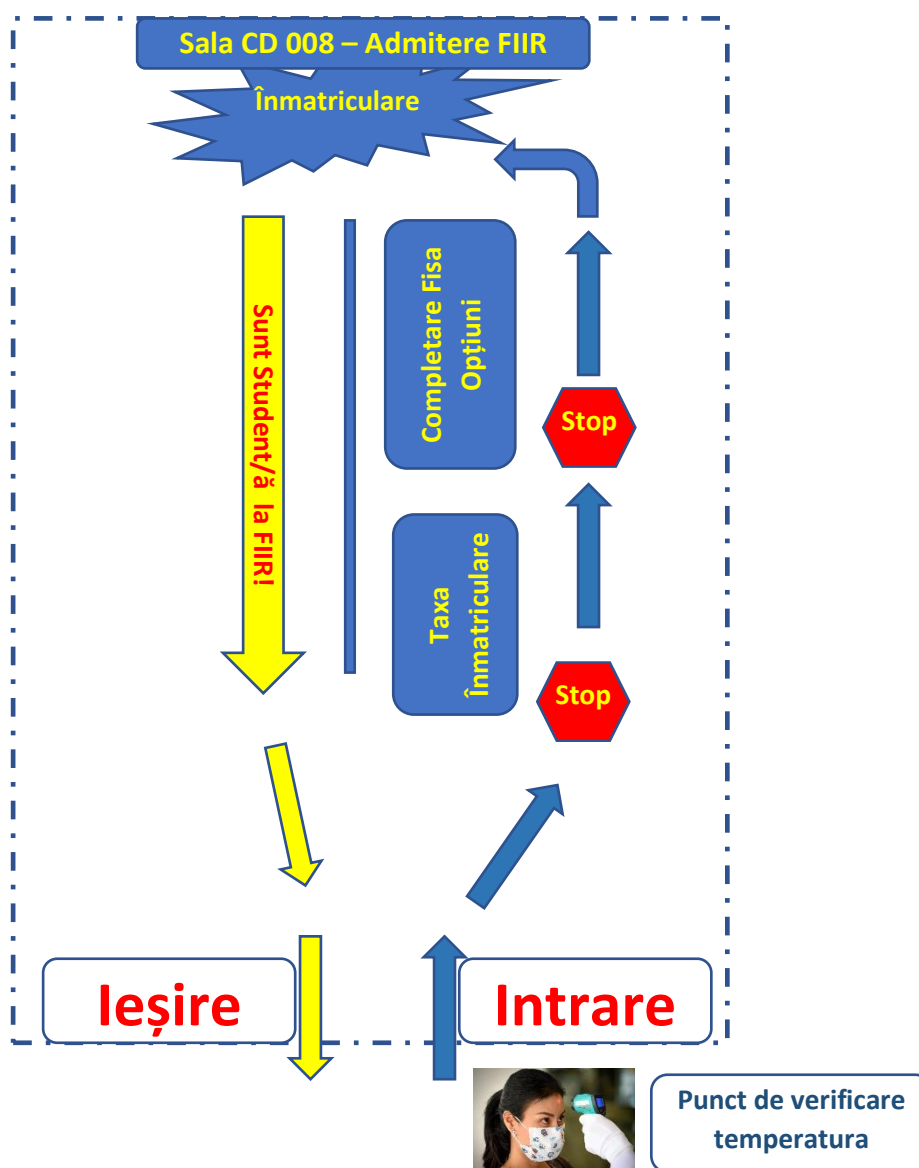 Sala CD 008 – Admitere FIIR
Înmatriculare
Sunt Student/ă la FIIR!
Completare Fisa
Opțiuni
Stop
Taxa
Înmatriculare
Stop
Ieșire
Intrare
Punct de verificare
temperatura